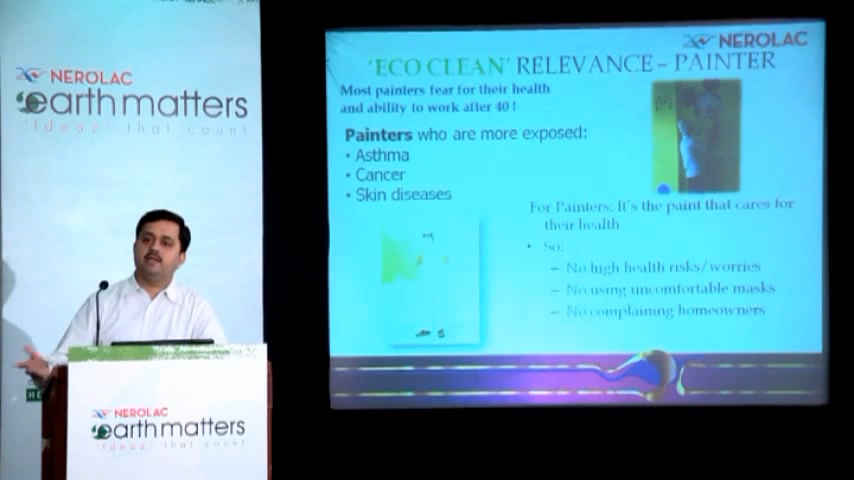 NEROLAC
earth matters
'Ideaz' that count
NEROLAC
'ECO CLEAN' RELEVANCE – PAINTER
Most painters fear for their health
and ability to work after 40 !
Painters who are more exposed:
• Asthma
• Cancer
• Skin diseases
For Painters: It's the paint that cares for
their health
• So:
– No high health risks/worries
– No using uncomfortable masks
– No complaining homeowners
NEROLAC
earth matters
'Ideaz' that count